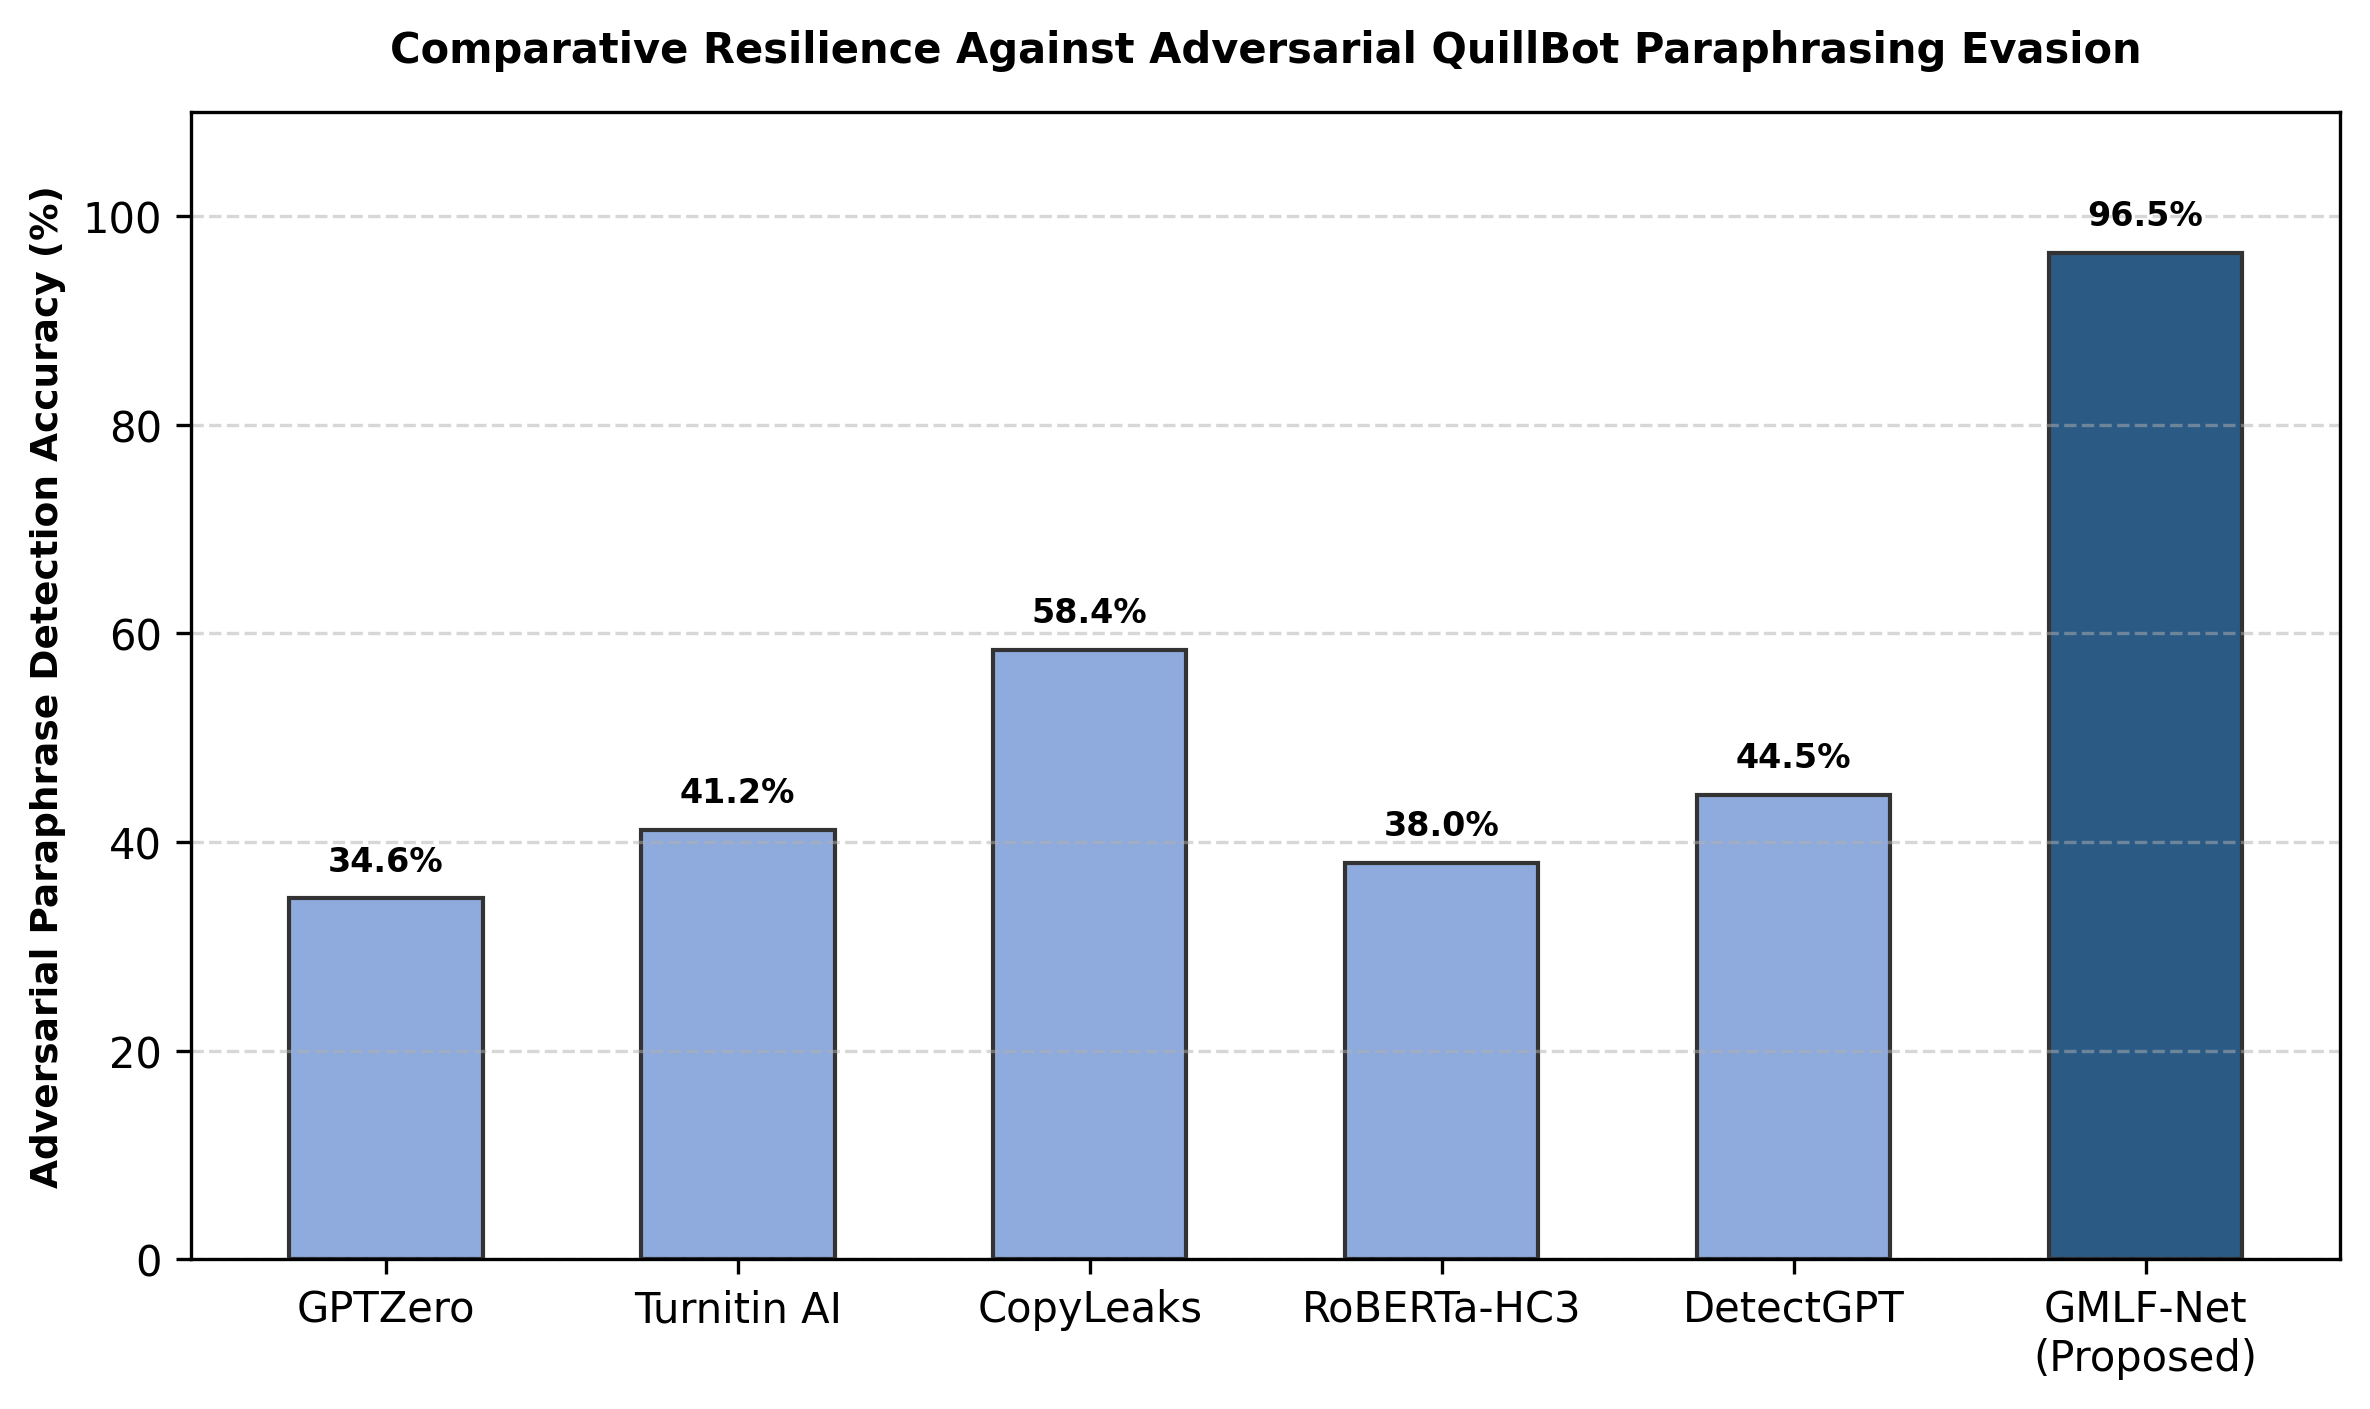 Comparative Resilience Against Adversarial QuillBot Paraphrasing Evasion
Adversarial Paraphrase Detection Accuracy (%)
100
80
60
40
20
0
34.6%
41.2%
58.4%
38.0%
44.5%
96.5%
GPTZero
Turnitin AI
CopyLeaks
RoBERTa-HC3
DetectGPT
GMLF-Net
(Proposed)